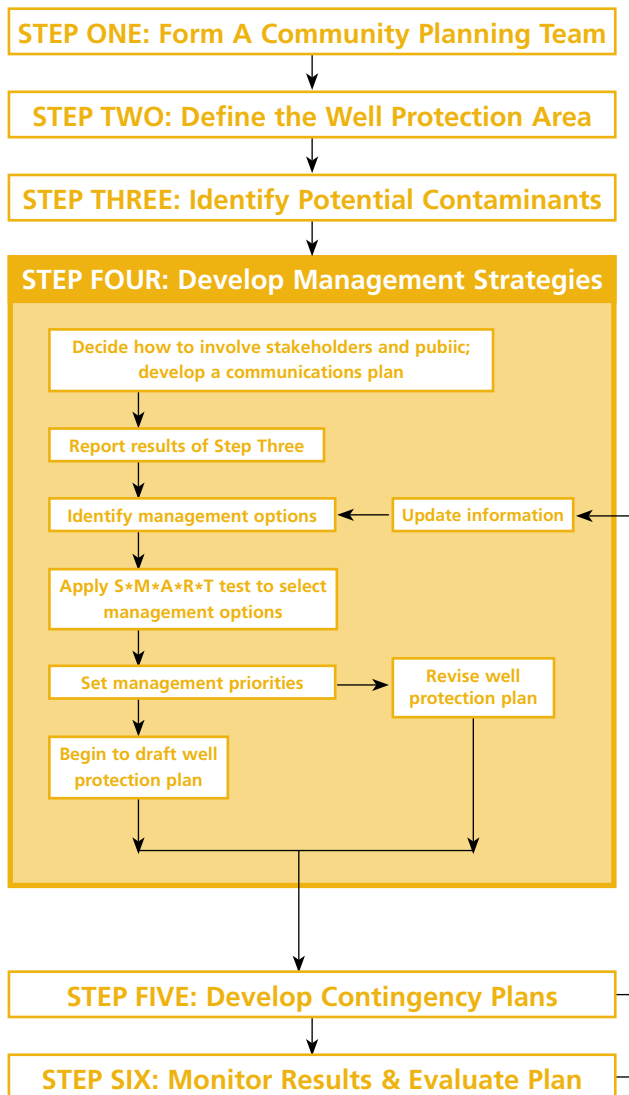 STEP ONE: Form A Community Planning Team
STEP TWO: Define the Well Protection Area
STEP THREE: Identify Potential Contaminants
STEP FOUR: Develop Management Strategies
Decide how to involve stakeholders and pubiic;
develop a communications plan
Report results of Step Three
Identify management options
Update information
Apply S*M*A*R*T test to select
management options
Set management priorities
Revise well
protection plan
Begin to draft well
protection plan
STEP FIVE: Develop Contingency Plans
STEP SIX: Monitor Results & Evaluate Plan